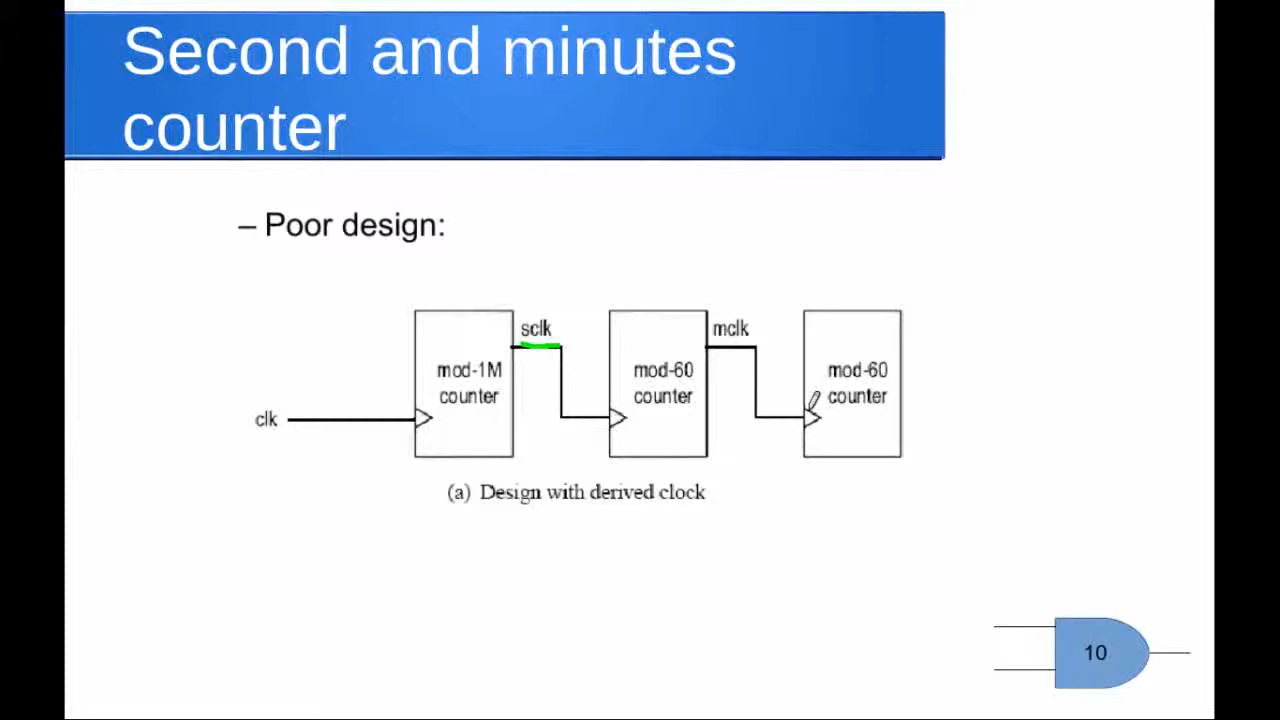 Second and minutes
counter
– Poor design:
sclk
mclk
mod-1M
counter
mod-60
counter
mod-60
counter
clk
(a) Design with derived clock
10